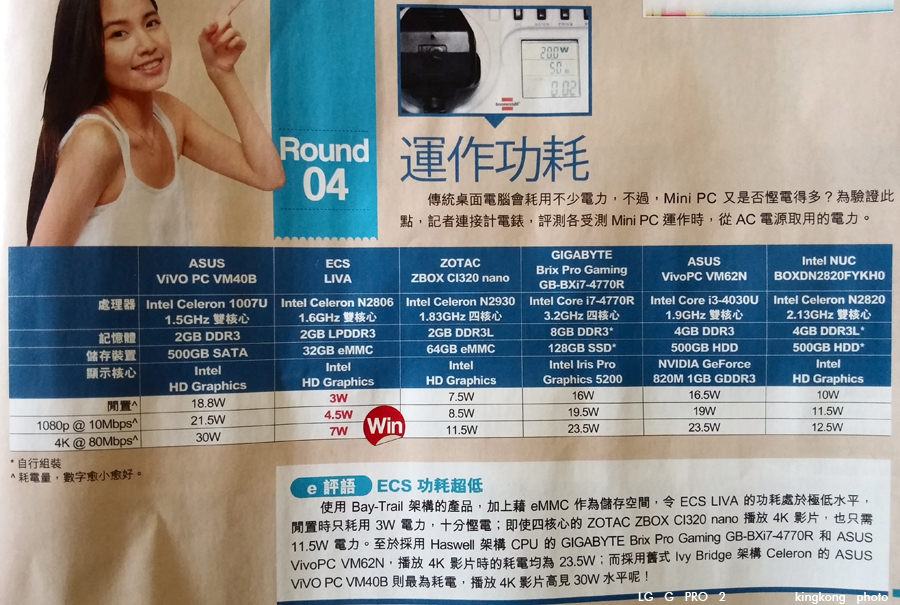 20.0W
50
0:02
brennenstuhl
Round
04
運作功耗
傳統桌面電腦會耗用不少電力，不過，Mini PC 又是否慳電得多？為驗證此
點，記者連接計電錶，評測各受測 Mini PC 運作時，從 AC 電源取用的電力。
ASUS
ViVO PC VM40B
ECS
LIVA
ZOTAC
ZBOX CI320 nano
GIGABYTE
Brix Pro Gaming
GB-BXi7-4770R
ASUS
VivoPC VM62N
Intel NUC
BOXDN2820FYKH0
處理器
Intel Celeron 1007U
1.5GHz 雙核心
Intel Celeron N2806
1.6GHz 雙核心
Intel Celeron N2930
1.83GHz 四核心
Intel Core i7-4770R
3.2GHz 四核心
Intel Core i3-4030U
1.9GHz 雙核心
Intel Celeron N2820
2.13GHz 雙核心
記憶體 2GB DDR3 2GB LPDDR3 2GB DDR3L 8GB DDR3* 4GB DDR3 4GB DDR3L*
儲存裝置 500GB SATA 32GB eMMC 64GB eMMC 128GB SSD* 500GB HDD 500GB HDD*
顯示核心
Intel
HD Graphics
Intel
HD Graphics
Intel
HD Graphics
Intel Iris Pro
Graphics 5200
NVIDIA GeForce
820M 1GB GDDR3
Intel
HD Graphics
閒置^ 18.8W 3W 7.5W 16W 16.5W 10W
1080p @ 10Mbps^ 21.5W 4.5W 8.5W 19.5W 19W 11.5W
4K @ 80Mbps^ 30W 7W 11.5W 23.5W 23.5W 12.5W
Win
* 自行組裝
^ 耗電量，數字愈小愈好。
e 評語 ECS 功耗超低
使用 Bay-Trail 架構的產品，加上藉 eMMC 作為儲存空間，令 ECS LIVA 的功耗處於極低水平，
閒置時只耗用 3W 電力，十分慳電；即使四核心的 ZOTAC ZBOX CI320 nano 播放 4K 影片，也只需
11.5W 電力。至於採用 Haswell 架構 CPU 的 GIGABYTE Brix Pro Gaming GB-BXi7-4770R 和 ASUS
VivoPC VM62N，播放 4K 影片時的耗電均為 23.5W；而採用舊式 Ivy Bridge 架構 Celeron 的 ASUS
ViVO PC VM40B 則最為耗電，播放 4K 影片高見 30W 水平呢！
LG G PRO 2 kingkong photo